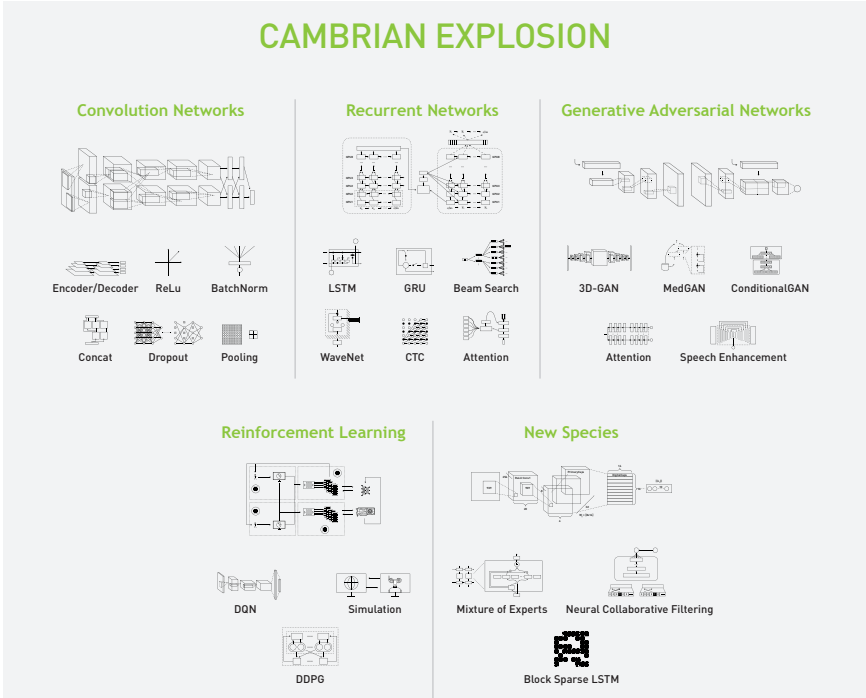 CAMBRIAN EXPLOSION
Convolution Networks
Recurrent Networks
Generative Adversarial Networks
Encoder/Decoder
ReLu
BatchNorm
LSTM
GRU
Beam Search
3D-GAN
MedGAN
ConditionalGAN
Concat
Dropout
Pooling
WaveNet
CTC
Attention
Attention
Speech Enhancement
Reinforcement Learning
New Species
DQN
Simulation
Mixture of Experts
Neural Collaborative Filtering
DDPG
Block Sparse LSTM